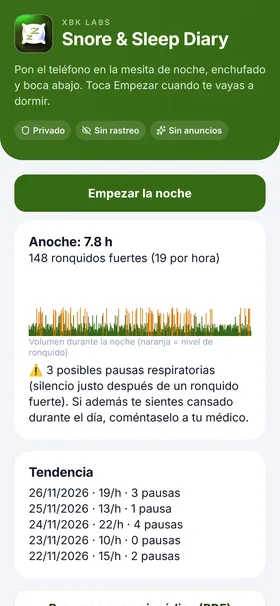 XBK LABS
Snore & Sleep Diary
Pon el teléfono en la mesita de noche, enchufado
y boca abajo. Toca Empezar cuando te vayas a
dormir.
Privado
Sin rastreo
Sin anuncios
Empezar la noche
Anoche: 7.8 h
148 ronquidos fuertes (19 por hora)
Volumen durante la noche (naranja = nivel de
ronquido)
⚠️ 3 posibles pausas respiratorias
(silencio justo después de un ronquido
fuerte). Si además te sientes cansado
durante el día, coméntaselo a tu médico.
Tendencia
26/11/2026 · 19/h · 3 pausas
25/11/2026 · 13/h · 1 pausa
24/11/2026 · 22/h · 4 pausas
23/11/2026 · 10/h · 0 pausas
22/11/2026 · 15/h · 2 pausas